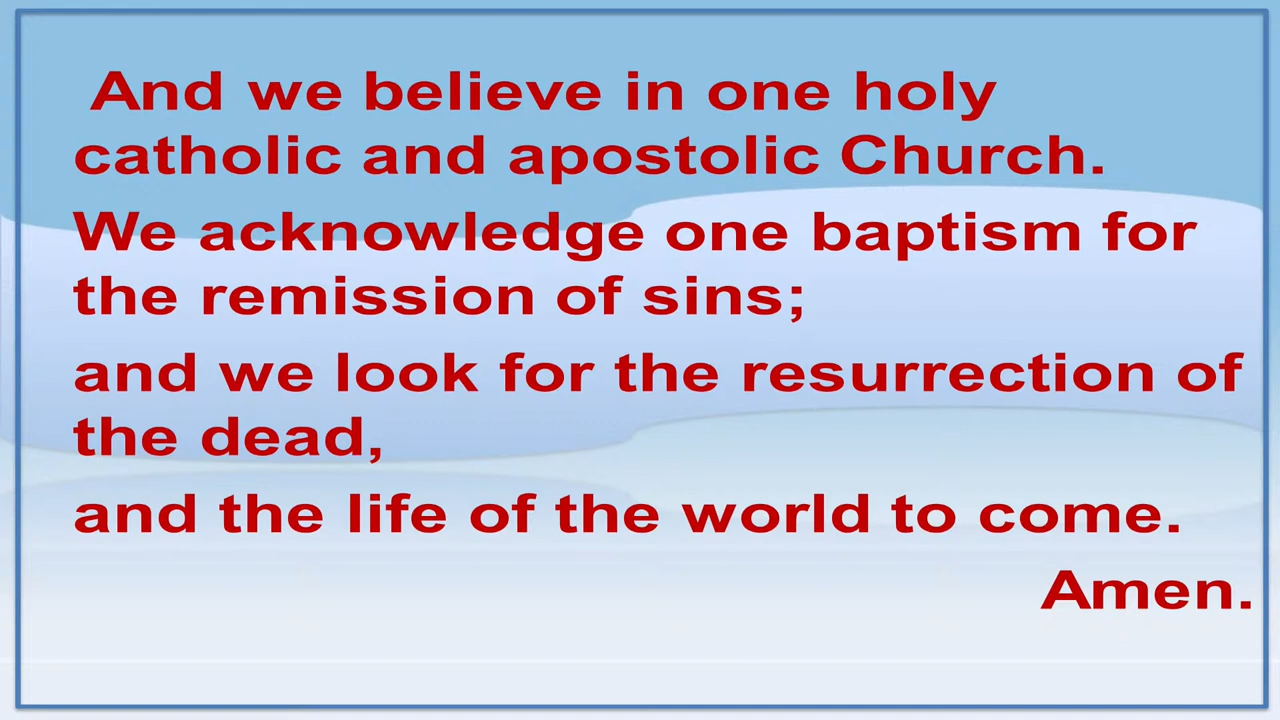 And we believe in one holy
catholic and apostolic Church.
We acknowledge one baptism for
the remission of sins;
and we look for the resurrection of
the dead,
and the life of the world to come.
Amen.